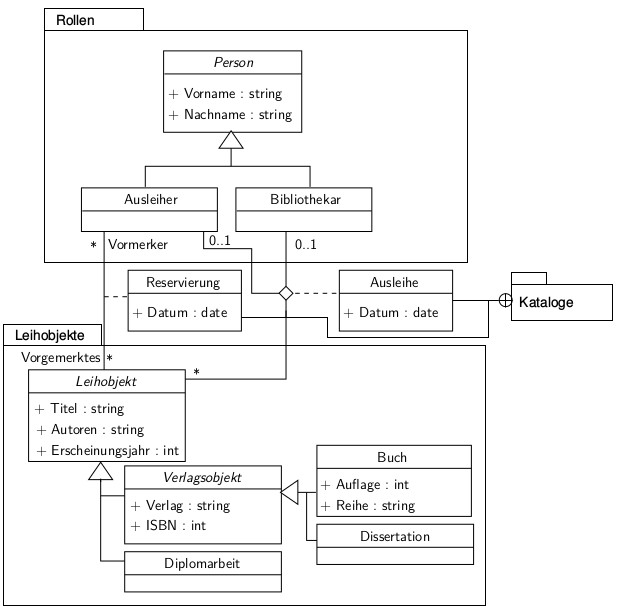 Rollen
Person
+ Vorname : string
+ Nachname : string
Ausleiher
Bibliothekar
* Vormerker
0..1
0..1
Reservierung
+ Datum : date
Ausleihe
+ Datum : date
Kataloge
Leihobjekte
Vorgemerktes *
*
Leihobjekt
+ Titel : string
+ Autoren : string
+ Erscheinungsjahr : int
Verlagsobjekt
+ Verlag : string
+ ISBN : int
Buch
+ Auflage : int
+ Reihe : string
Dissertation
Diplomarbeit